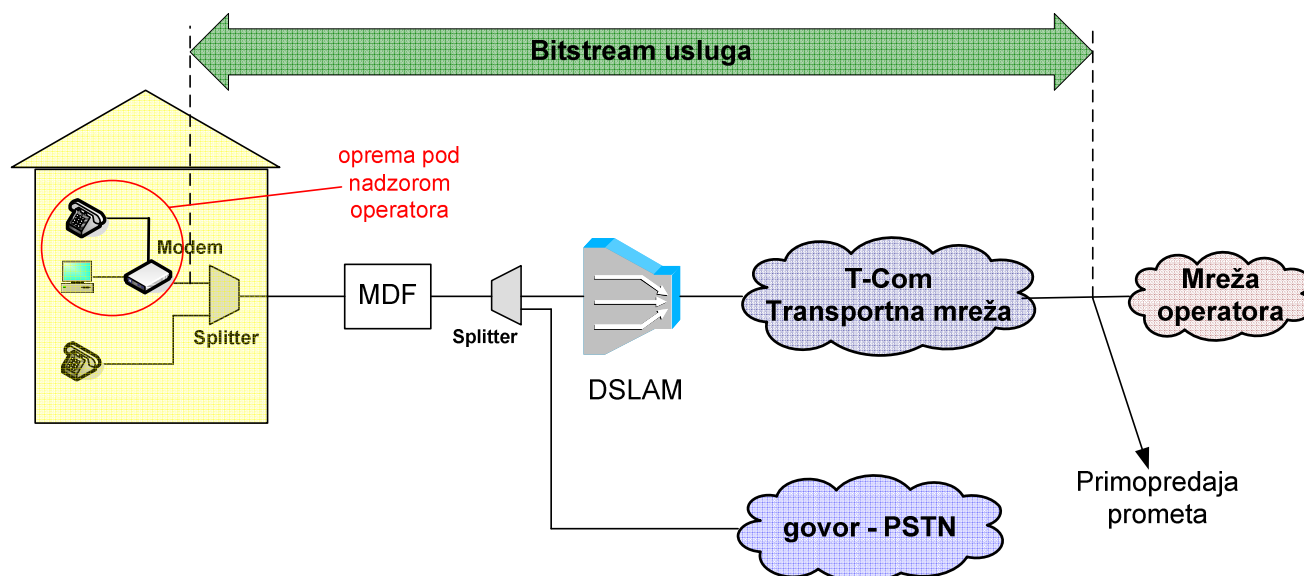 Bitstream usluga
oprema pod
nadzorom
operatora
Modem
Splitter
MDF
Splitter
DSLAM
T-Com
Transportna mreža
Mreža
operatora
Primopredaja
prometa
govor - PSTN